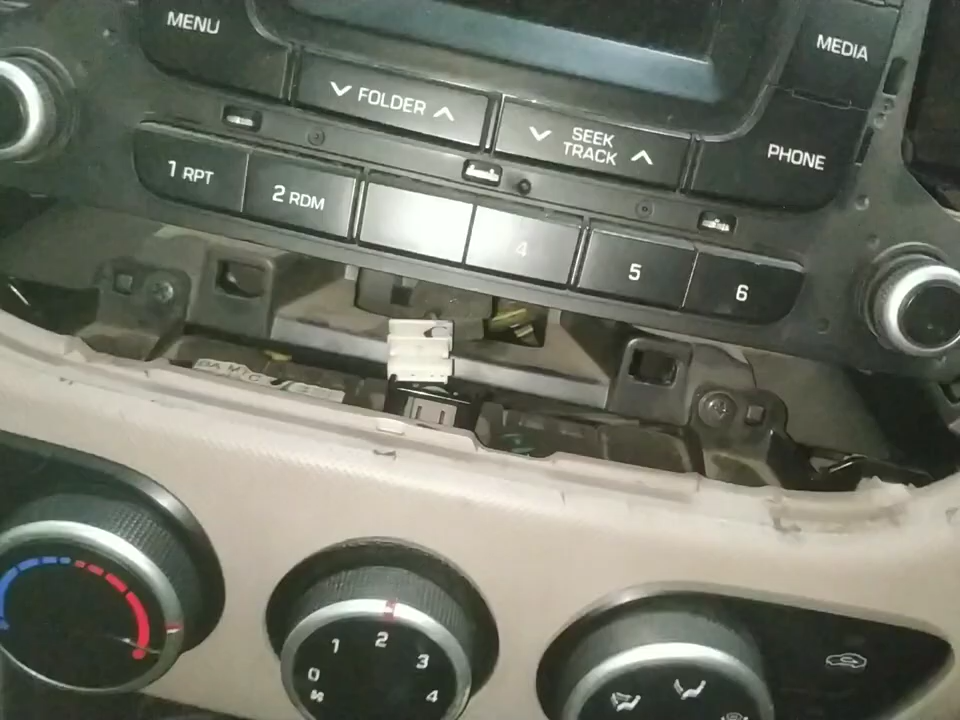 MENU
MEDIA
FOLDER
SEEK
TRACK
PHONE
1 RPT
2 RDM
4
5
6
0
1
2
3
4